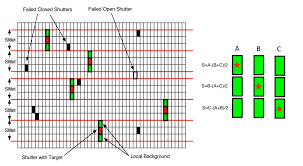 Failed Closed Shutters
Failed Open Shutter
Slitlet
Slitlet
Slitlet
Slitlet
Slitlet
A
B
C
S=A-(B+C)/2
S=B-(A+C)/2
S=C-(A+B)/2
Shutter with Target
Local Background